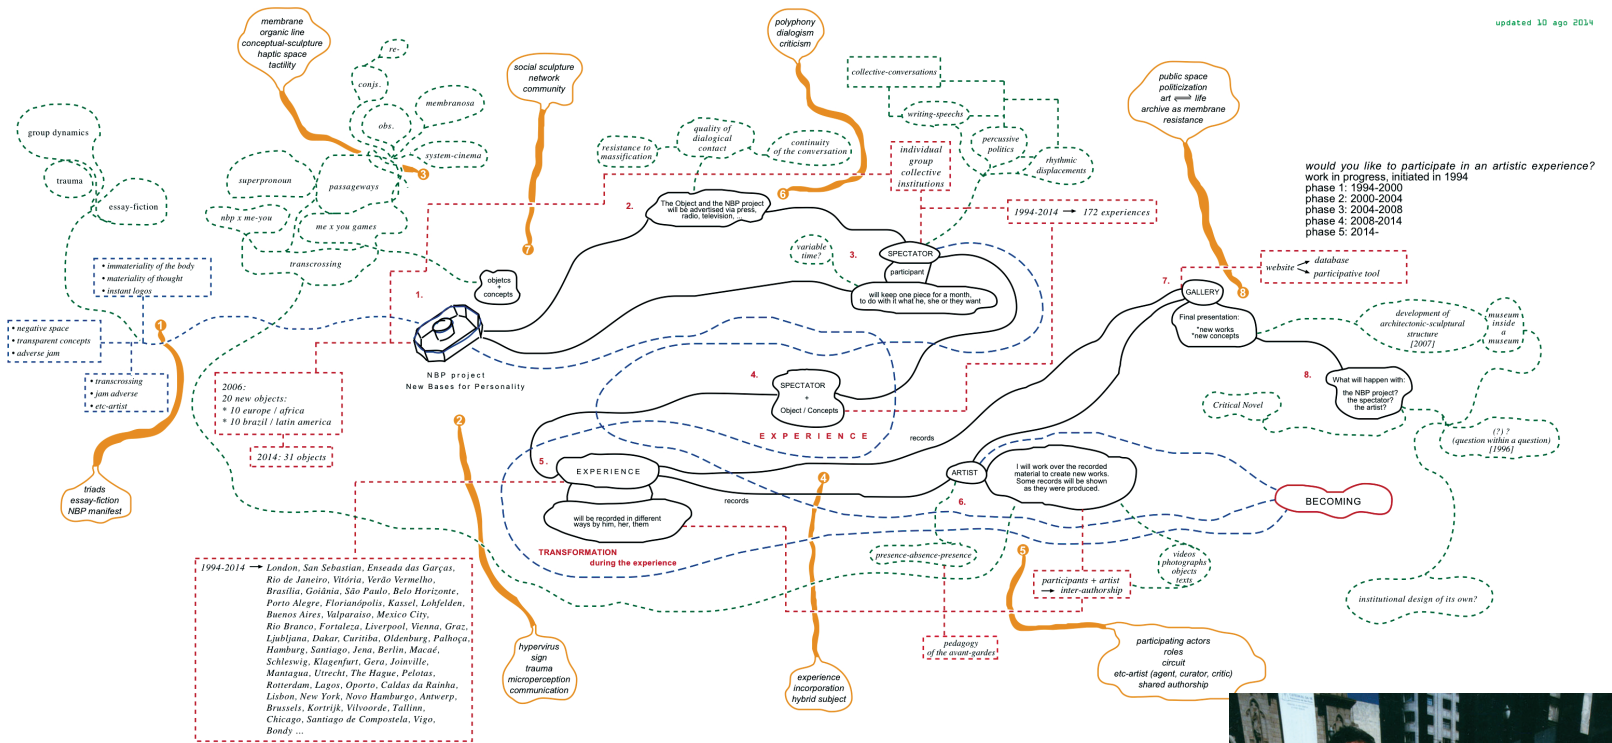 updated 10 ago 2014
membrane
organic line
conceptual-sculpture
haptic space
tactility
re-
conjs.
obs.
membranosa
system-cinema
3
group dynamics
trauma
essay-fiction
superpronoun
passageways
nbp x me-you
me x you games
transcrossing
social sculpture
network
community
7
polyphony
dialogism
criticism
6
resistance to
massification
quality of
dialogical
contact
continuity
of the conversation
collective-conversations
writing-speechs
percussive
politics
rhythmic
displacements
individual
group
collective
institutions
1994-2014 → 172 experiences
public space
politicization
art ⇌ life
archive as membrane
resistance
8
would you like to participate in an artistic experience?
work in progress, initiated in 1994
phase 1: 1994-2000
phase 2: 2000-2004
phase 3: 2004-2008
phase 4: 2008-2014
phase 5: 2014-
• immateriality of the body
• materiality of thought
• instant logos
• negative space
• transparent concepts
• adverse jam
• transcrossing
• jam adverse
• etc-artist
1
triads
essay-fiction
NBP manifest
1.
objetcs
+
concepts
NBP project
New Bases for Personality
2006:
20 new objects:
* 10 europe / africa
* 10 brazil / latin america
2014: 31 objects
2.
The Object and the NBP project
will be advertised via press,
radio, television, ...
variable
time?
3.
SPECTATOR
participant
will keep one piece for a month,
to do with it what he, she or they want
4.
SPECTATOR
+
Object / Concepts
EXPERIENCE
5.
EXPERIENCE
will be recorded in different
ways by him, her, them
TRANSFORMATION
during the experience
records
records
ARTIST
6.
I will work over the recorded
material to create new works.
Some records will be shown
as they were produced.
7.
GALLERY
Final presentation:
*new works
*new concepts
website
database
participative tool
development of
architectonic-sculptural
structure
[2007]
museum
inside
a
museum
8.
What will happen with:
the NBP project?
the spectator?
the artist?
Critical Novel
(?) ?
(question within a question)
[1996]
BECOMING
institutional design of its own?
presence-absence-presence
pedagogy
of the avant-gardes
participants + artist
→ inter-authorship
videos
photographs
objects
texts
5
participating actors
roles
circuit
etc-artist (agent, curator, critic)
shared authorship
4
experience
incorporation
hybrid subject
2
hypervirus
sign
trauma
microperception
communication
1994-2014 → London, San Sebastian, Enseada das Garças,
Rio de Janeiro, Vitória, Verão Vermelho,
Brasília, Goiânia, São Paulo, Belo Horizonte,
Porto Alegre, Florianópolis, Kassel, Lohfelden,
Buenos Aires, Valparaíso, Mexico City,
Rio Branco, Fortaleza, Liverpool, Vienna, Graz,
Ljubljana, Dakar, Curitiba, Oldenburg, Palhoça,
Hamburg, Santiago, Jena, Berlin, Macaé,
Schleswig, Klagenfurt, Gera, Joinville,
Mantagua, Utrecht, The Hague, Pelotas,
Rotterdam, Lagos, Oporto, Caldas da Rainha,
Lisbon, New York, Novo Hamburgo, Antwerp,
Brussels, Kortrijk, Vilvoorde, Tallinn,
Chicago, Santiago de Compostela, Vigo,
Bondy ...